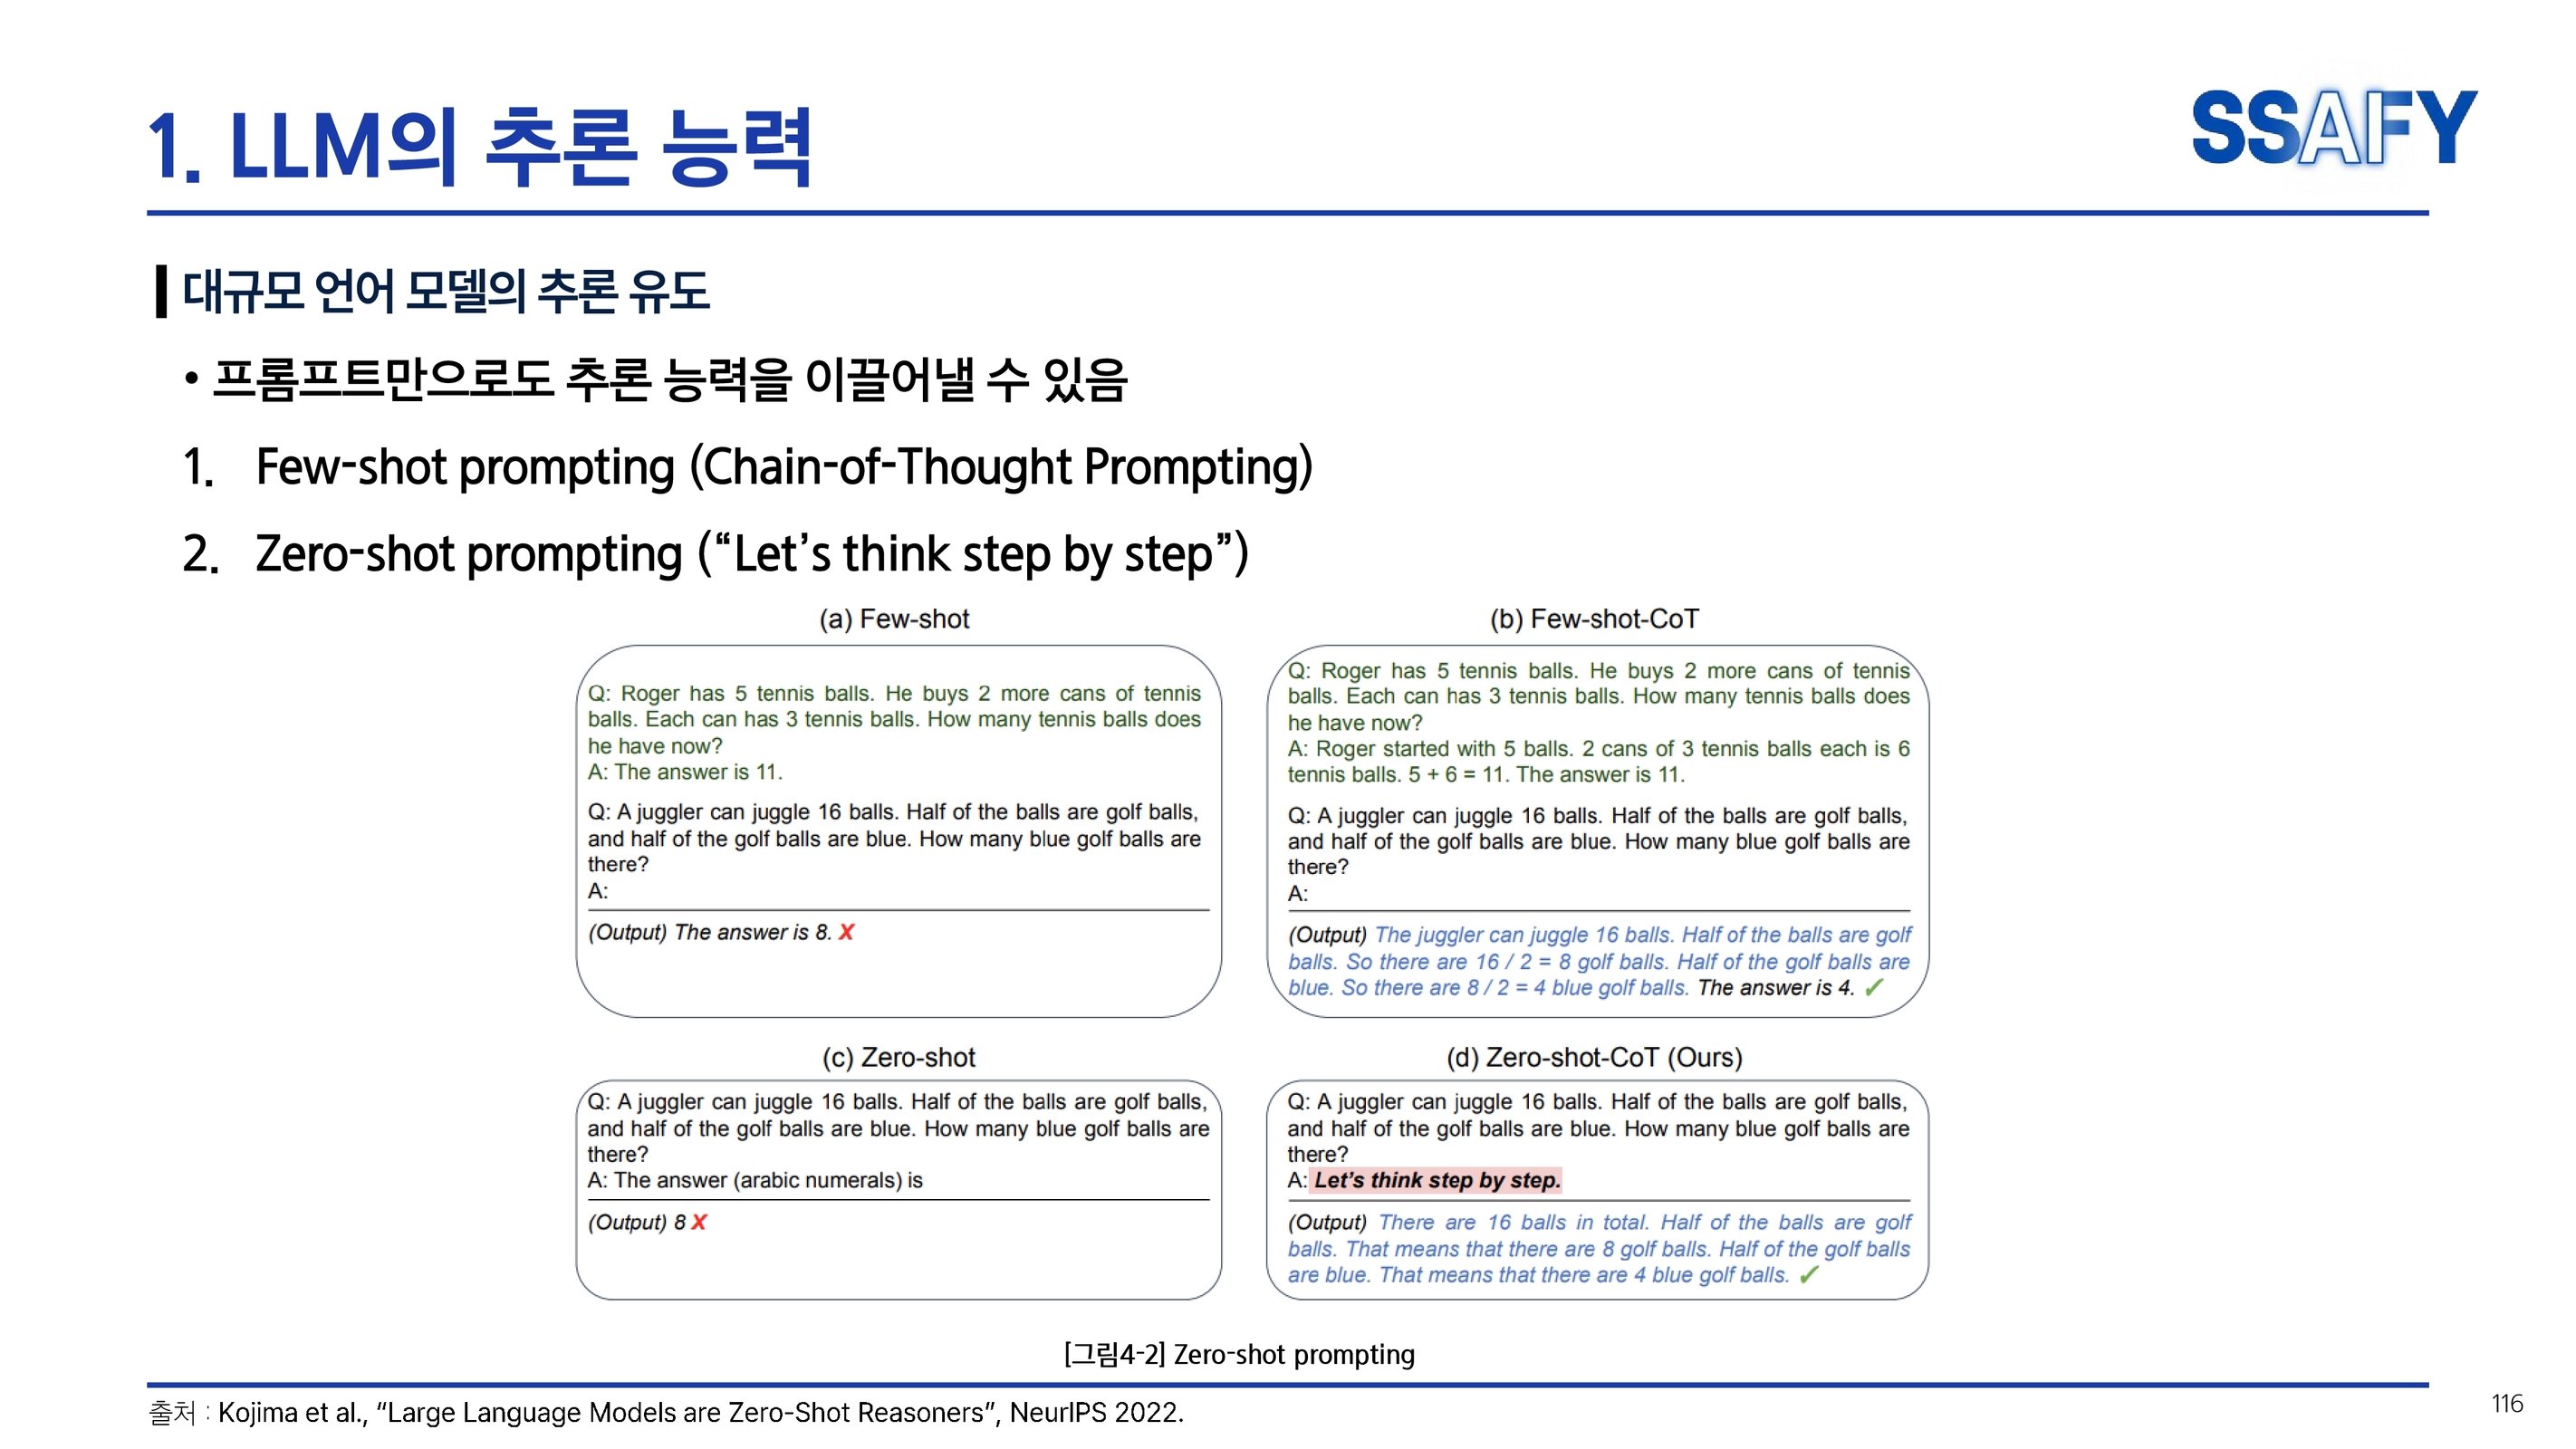 1. LLM의 추론 능력
SSAFY
대규모 언어 모델의 추론 유도
• 프롬프트만으로도 추론 능력을 이끌어낼 수 있음
1. Few-shot prompting (Chain-of-Thought Prompting)
2. Zero-shot prompting (“Let’s think step by step”)
(a) Few-shot
Q: Roger has 5 tennis balls. He buys 2 more cans of tennis
balls. Each can has 3 tennis balls. How many tennis balls does
he have now?
A: The answer is 11.
Q: A juggler can juggle 16 balls. Half of the balls are golf balls,
and half of the golf balls are blue. How many blue golf balls are
there?
A:
(Output) The answer is 8. X
(b) Few-shot-CoT
Q: Roger has 5 tennis balls. He buys 2 more cans of tennis
balls. Each can has 3 tennis balls. How many tennis balls does
he have now?
A: Roger started with 5 balls. 2 cans of 3 tennis balls each is 6
tennis balls. 5 + 6 = 11. The answer is 11.
Q: A juggler can juggle 16 balls. Half of the balls are golf balls,
and half of the golf balls are blue. How many blue golf balls are
there?
A:
(Output) The juggler can juggle 16 balls. Half of the balls are golf
balls. So there are 16 / 2 = 8 golf balls. Half of the golf balls are
blue. So there are 8 / 2 = 4 blue golf balls. The answer is 4. ✓
(c) Zero-shot
Q: A juggler can juggle 16 balls. Half of the balls are golf balls,
and half of the golf balls are blue. How many blue golf balls are
there?
A: The answer (arabic numerals) is
(Output) 8 X
(d) Zero-shot-CoT (Ours)
Q: A juggler can juggle 16 balls. Half of the balls are golf balls,
and half of the golf balls are blue. How many blue golf balls are
there?
A: Let’s think step by step.
(Output) There are 16 balls in total. Half of the balls are golf
balls. That means that there are 8 golf balls. Half of the golf balls
are blue. That means that there are 4 blue golf balls. ✓
[그림4-2] Zero-shot prompting
출처 : Kojima et al., “Large Language Models are Zero-Shot Reasoners”, NeurIPS 2022.
116